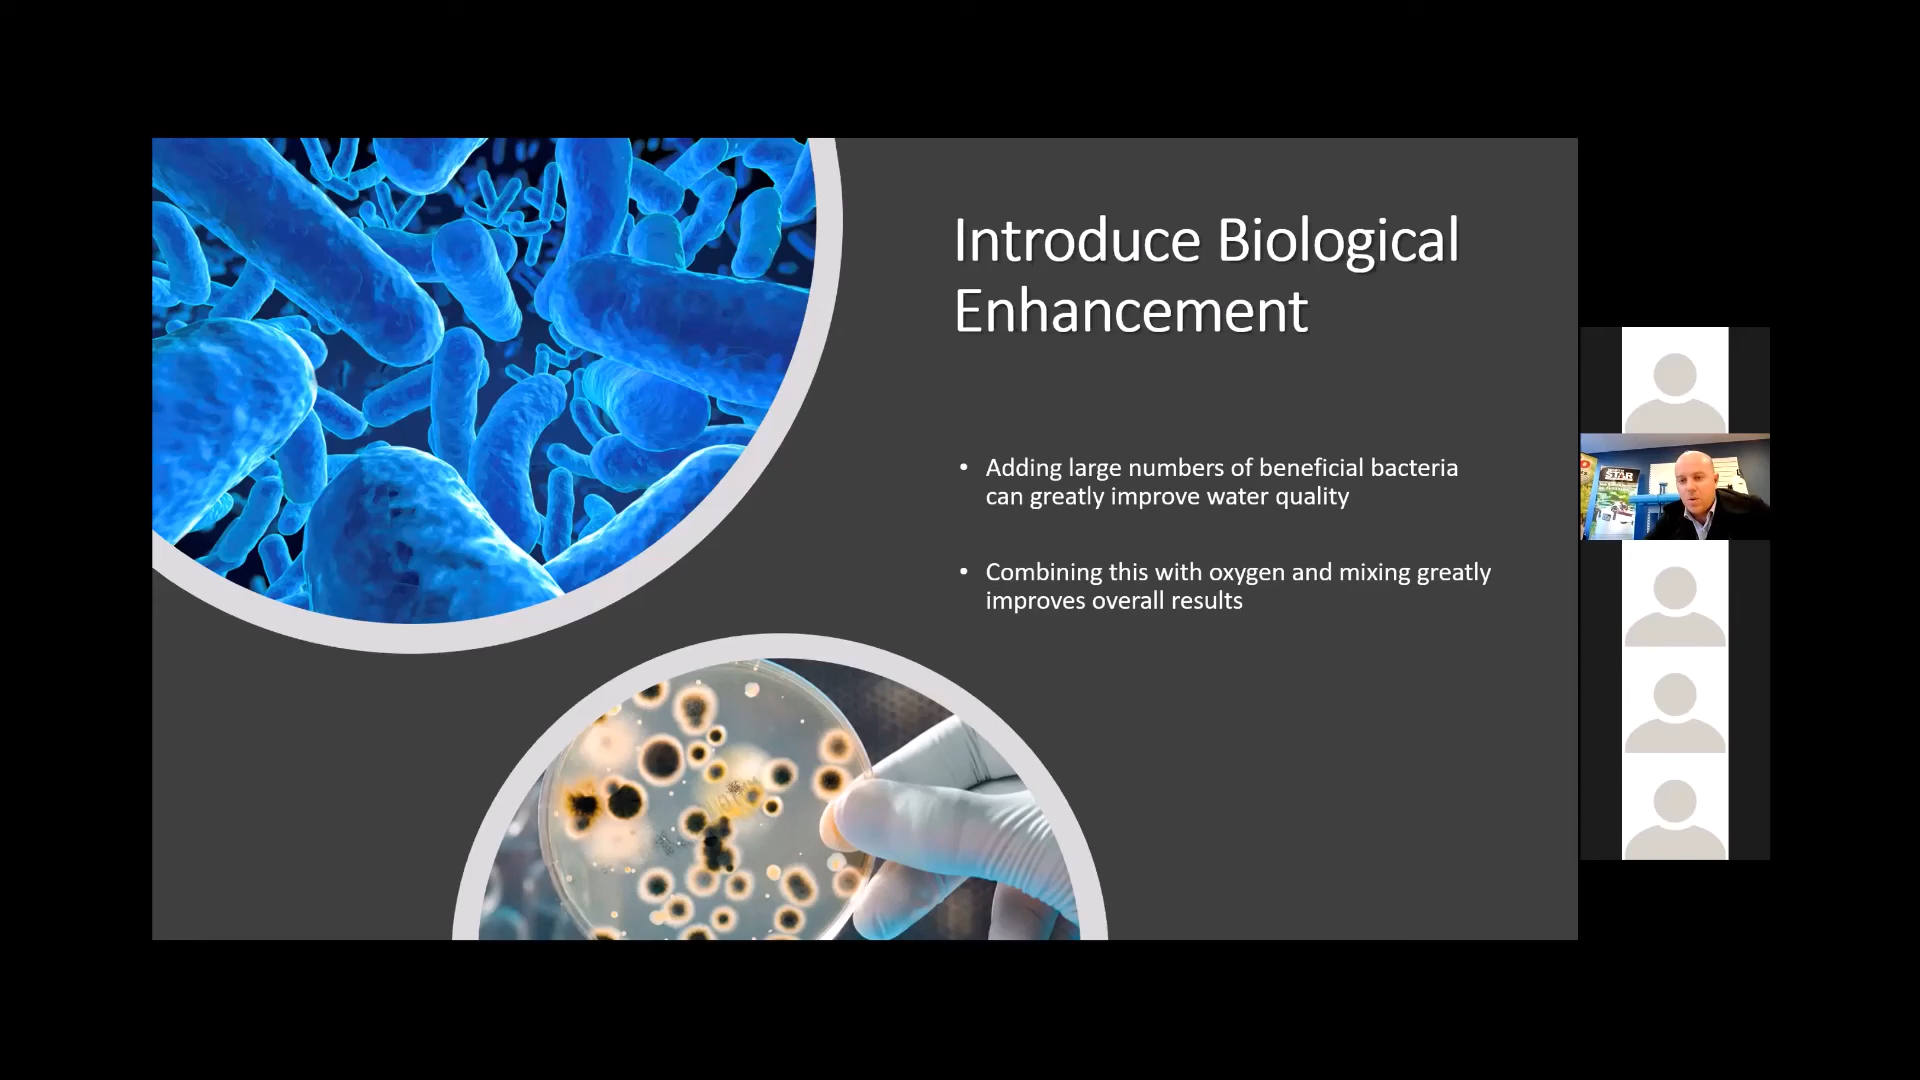 Introduce Biological
Enhancement
• Adding large numbers of beneficial bacteria
can greatly improve water quality
• Combining this with oxygen and mixing greatly
improves overall results
STAR